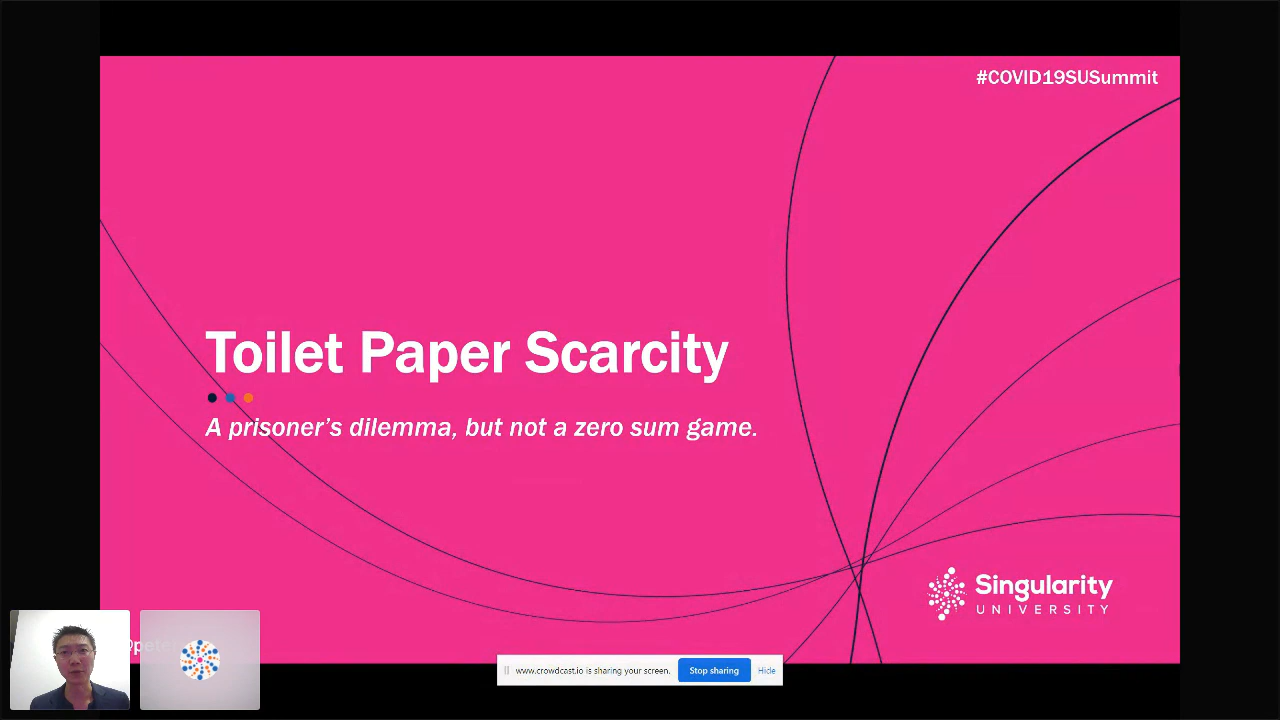 #COVID19SUSummit
Toilet Paper Scarcity
A prisoner's dilemma, but not a zero sum game.
Singularity
UNIVERSITY
www.crowdcast.io is sharing your screen.
Stop sharing
Hide